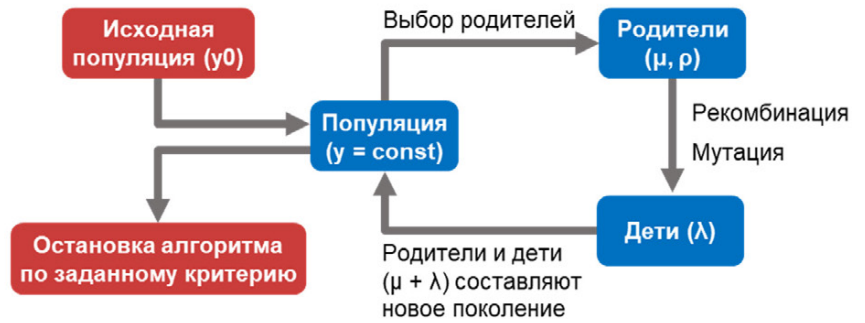 Исходная
популяция (y0)
Выбор родителей
Родители
(μ, ρ)
Популяция
(y = const)
Рекомбинация
Мутация
Остановка алгоритма
по заданному критерию
Родители и дети
(μ + λ) составляют
новое поколение
Дети (λ)